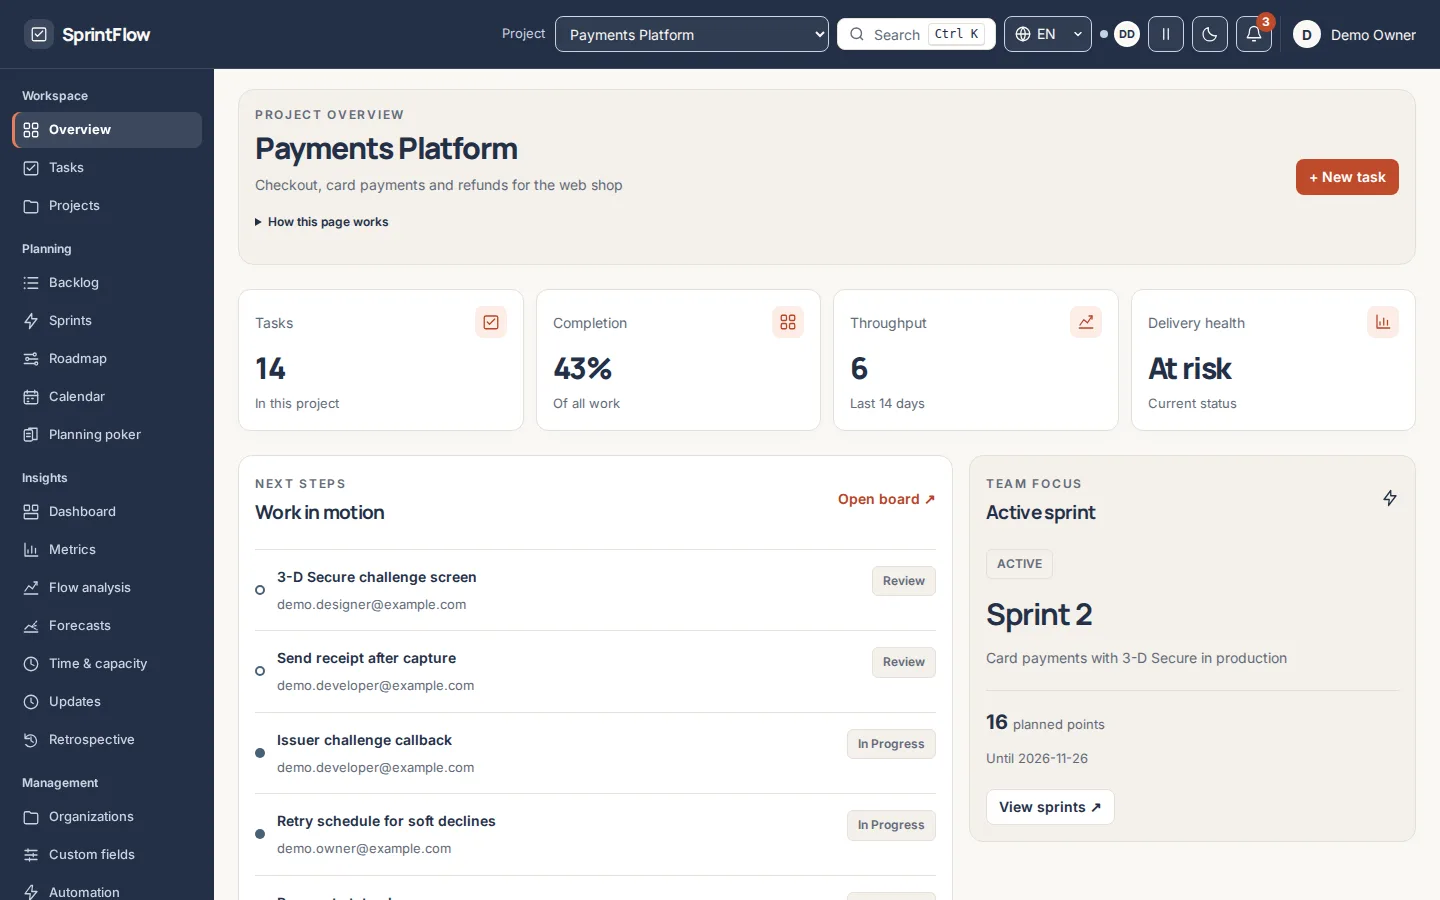 SprintFlow
Project
Payments Platform
Search Ctrl K
EN
DD
3
D
Demo Owner
Workspace
Overview
Tasks
Projects
Planning
Backlog
Sprints
Roadmap
Calendar
Planning poker
Insights
Dashboard
Metrics
Flow analysis
Forecasts
Time & capacity
Updates
Retrospective
Management
Organizations
Custom fields
Automation
PROJECT OVERVIEW
Payments Platform
Checkout, card payments and refunds for the web shop
How this page works
+ New task
Tasks
14
In this project
Completion
43%
Of all work
Throughput
6
Last 14 days
Delivery health
At risk
Current status
NEXT STEPS
Work in motion
Open board ↗
3-D Secure challenge screen
demo.designer@example.com
Review
Send receipt after capture
demo.developer@example.com
Review
Issuer challenge callback
demo.developer@example.com
In Progress
Retry schedule for soft declines
demo.owner@example.com
In Progress
TEAM FOCUS
Active sprint
ACTIVE
Sprint 2
Card payments with 3-D Secure in production
16 planned points
Until 2026-11-26
View sprints ↗